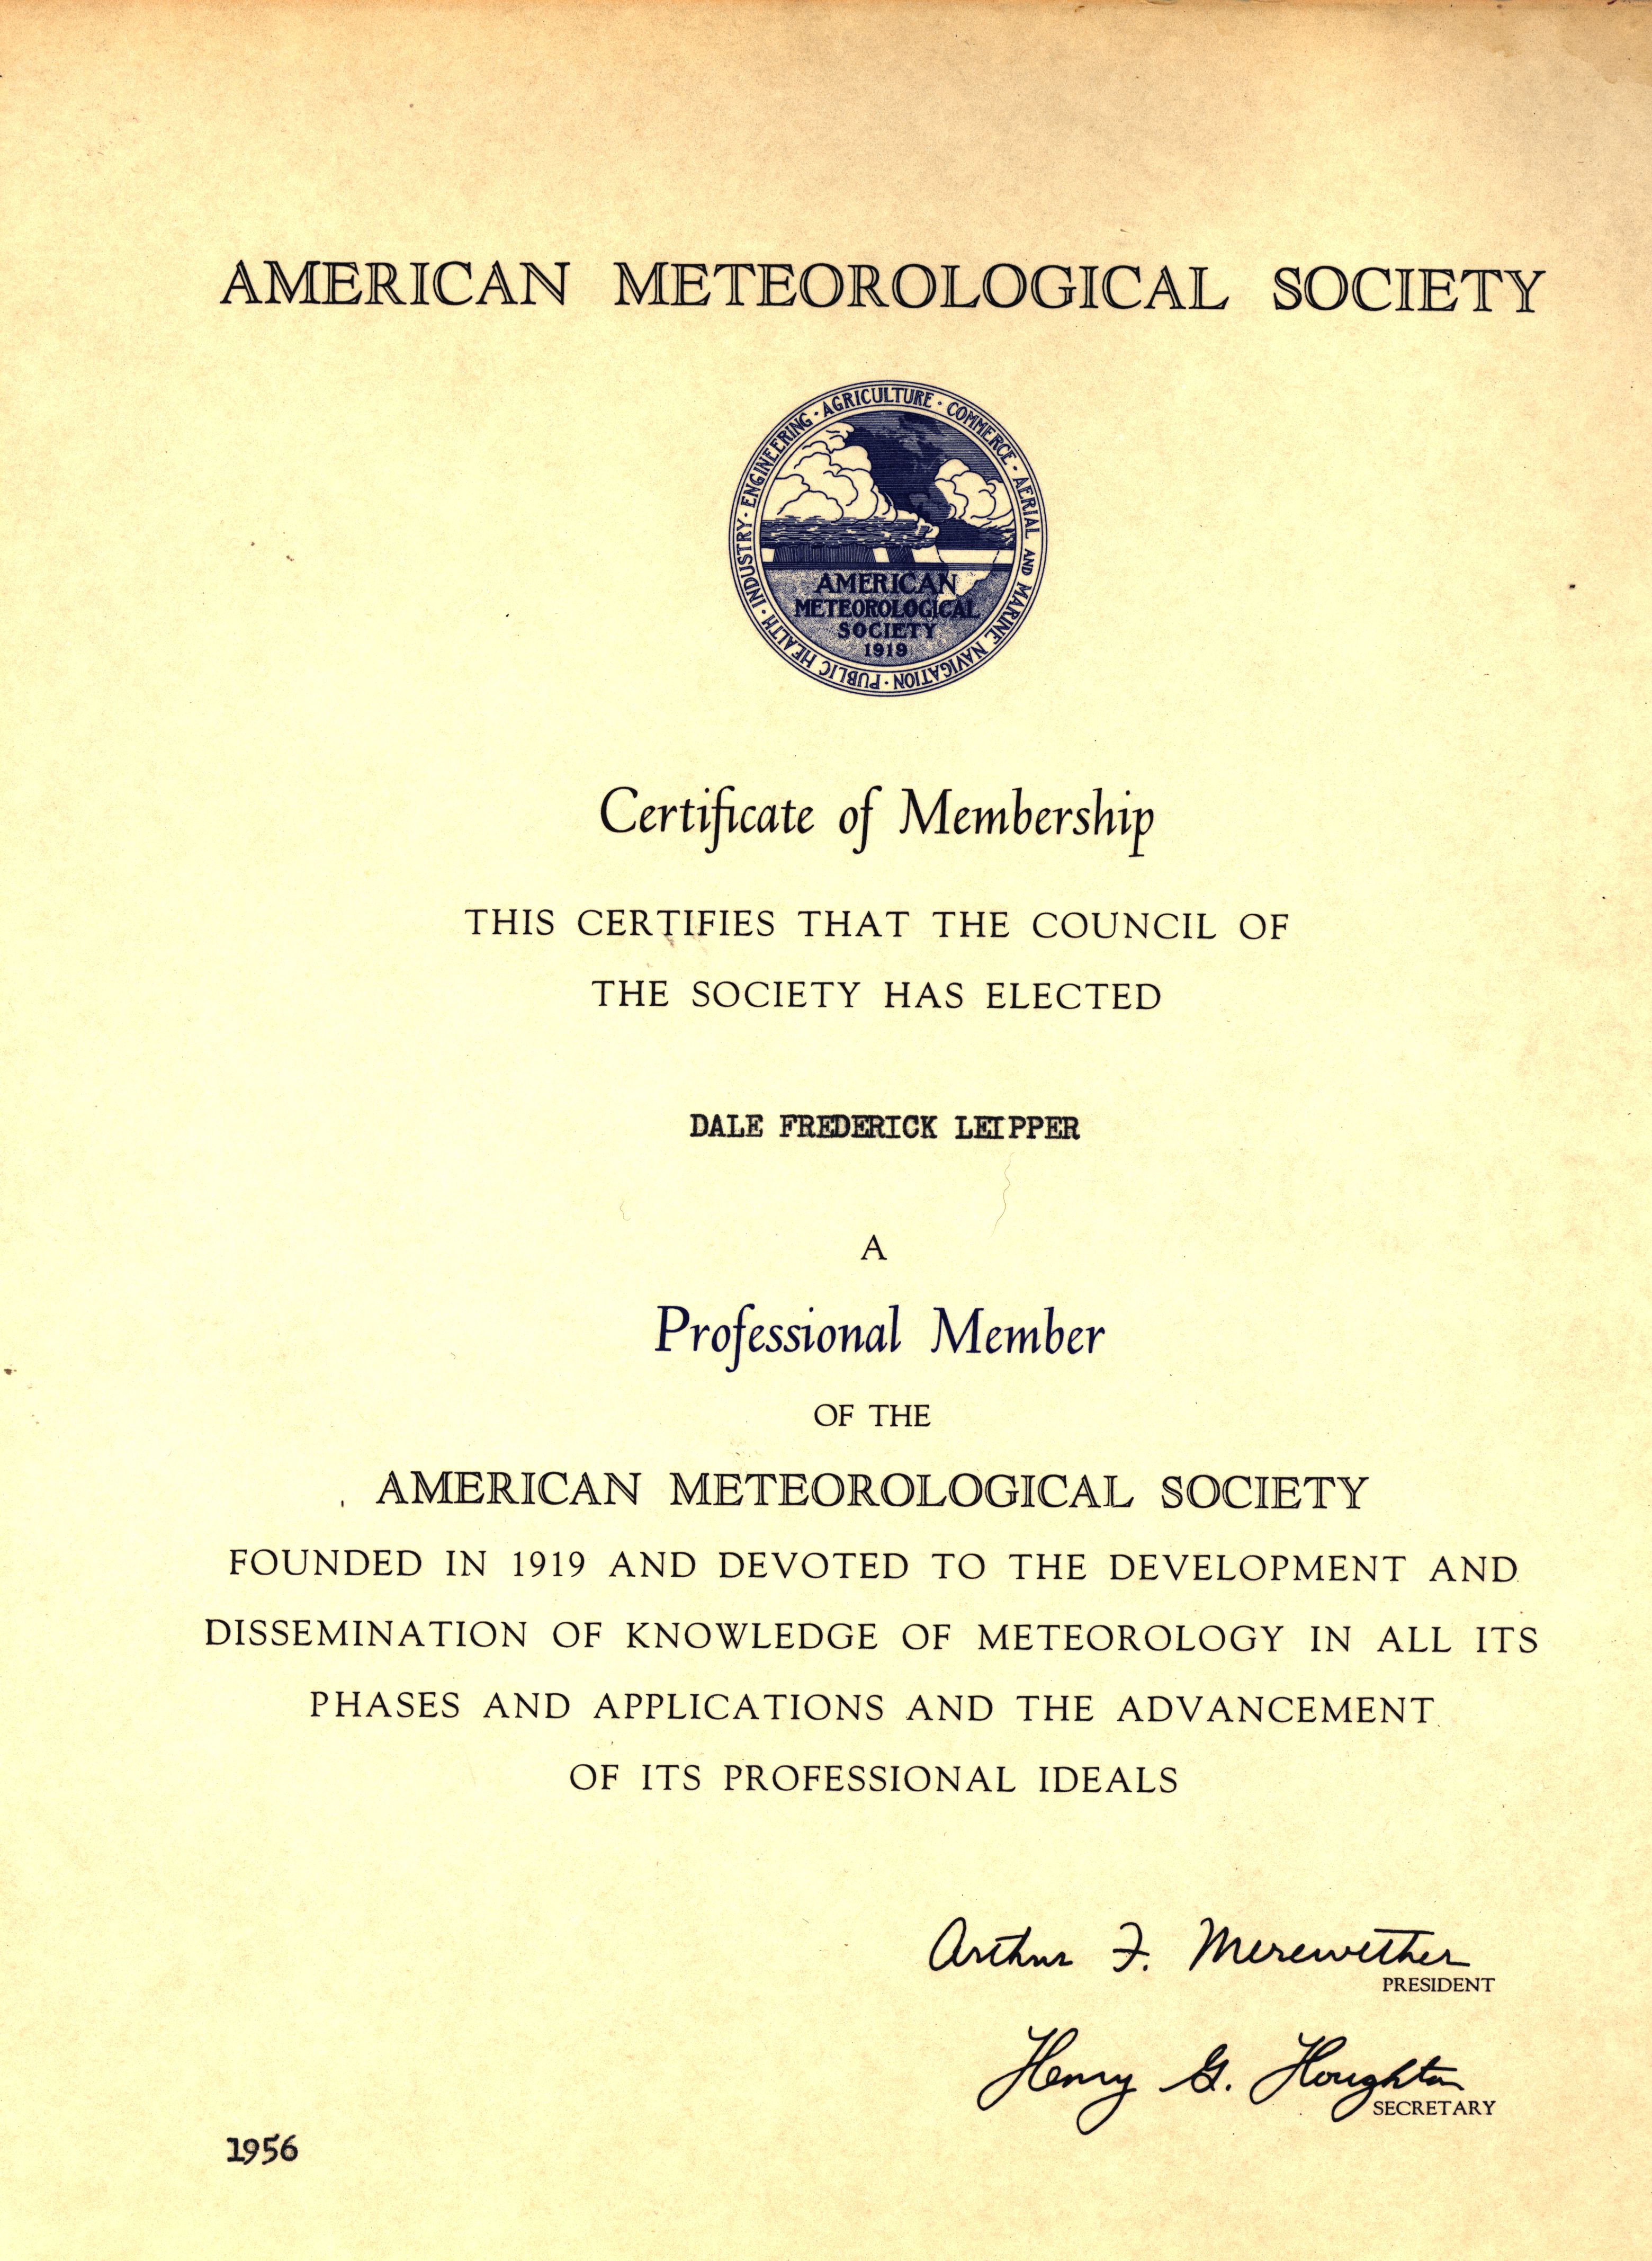 AMERICAN METEOROLOGICAL SOCIETY
INDUSTRY · ENGINEERING · AGRICULTURE · COMMERCE · AERIAL AND MARINE NAVIGATION · PUBLIC HEALTH ·
AMERICAN
METEOROLOGICAL
SOCIETY
1919
Certificate of Membership
THIS CERTIFIES THAT THE COUNCIL OF
THE SOCIETY HAS ELECTED
DALE FREDERICK LEIPPER
A
Professional Member
OF THE
AMERICAN METEOROLOGICAL SOCIETY
FOUNDED IN 1919 AND DEVOTED TO THE DEVELOPMENT AND
DISSEMINATION OF KNOWLEDGE OF METEOROLOGY IN ALL ITS
PHASES AND APPLICATIONS AND THE ADVANCEMENT
OF ITS PROFESSIONAL IDEALS
Arthur F. Merewether
PRESIDENT
Henry G. Houghton
SECRETARY
1956